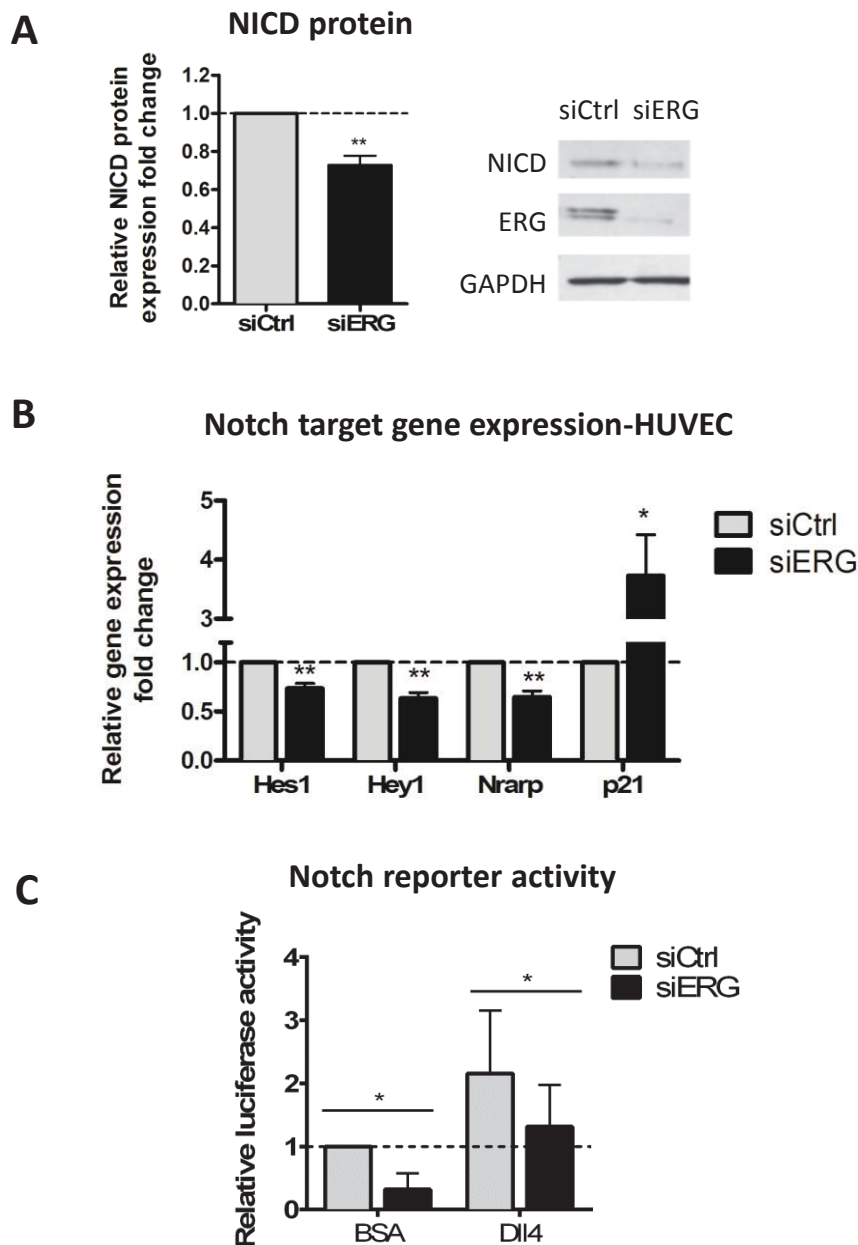 A
NICD protein
Relative NICD protein
expression fold change
1.2
1.0
0.8
0.6
0.4
0.2
0.0
**
siCtrl
siERG
siCtrl siERG
NICD
ERG
GAPDH
B
Notch target gene expression-HUVEC
Relative gene expression
fold change
5
4
3
1.0
0.5
0.0
**
**
**
*
Hes1
Hey1
Nrarp
p21
siCtrl
siERG
C
Notch reporter activity
Relative luciferase activity
4
3
2
1
0
*
*
BSA
Dll4
siCtrl
siERG